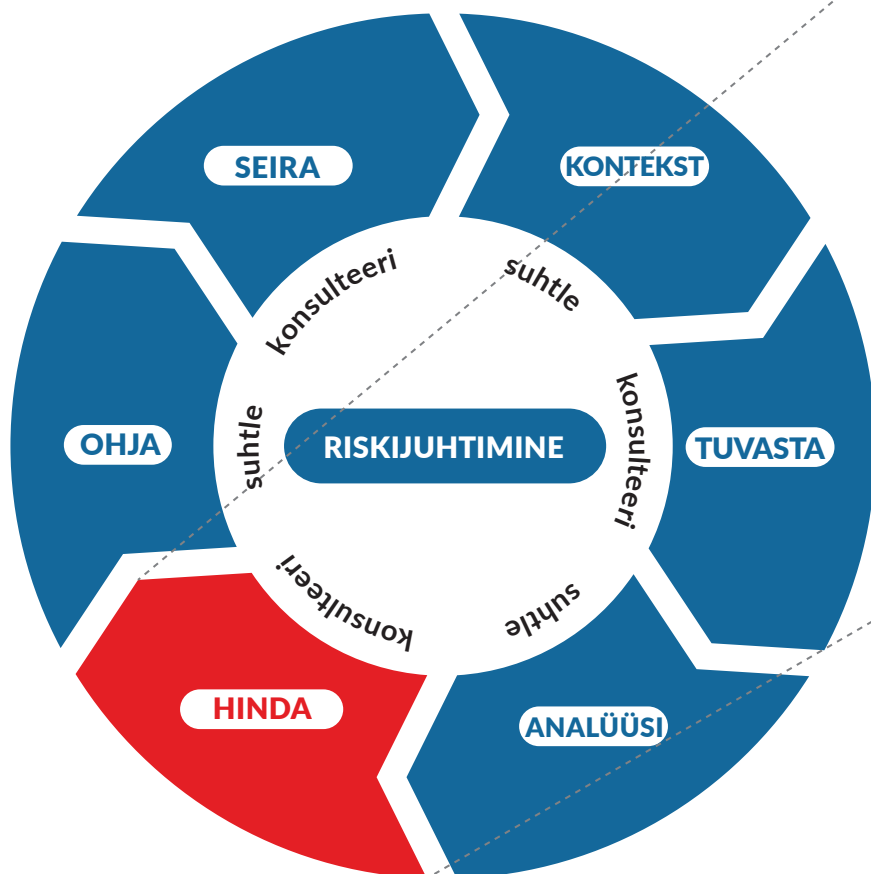 SEIRA
KONTEKST
konsulteeri
suhtle
OHJA
suhtle
RISKIJUHTIMINE
konsulteeri
TUVASTA
konsulteeri
suhtle
HINDA
ANALÜÜSI